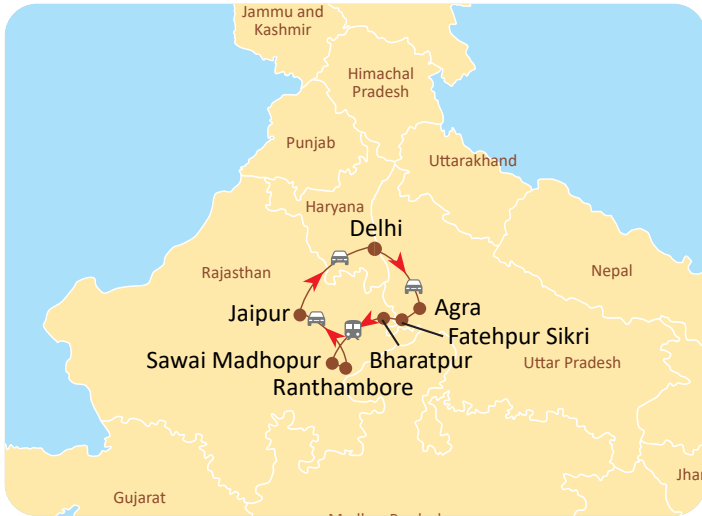 Jammu and
Kashmir
Himachal
Pradesh
Punjab
Uttarakhand
Haryana
Delhi
Rajasthan
Nepal
Jaipur
Agra
Fatehpur Sikri
Sawai Madhopur
Bharatpur
Uttar Pradesh
Ranthambore
Jhar
Gujarat